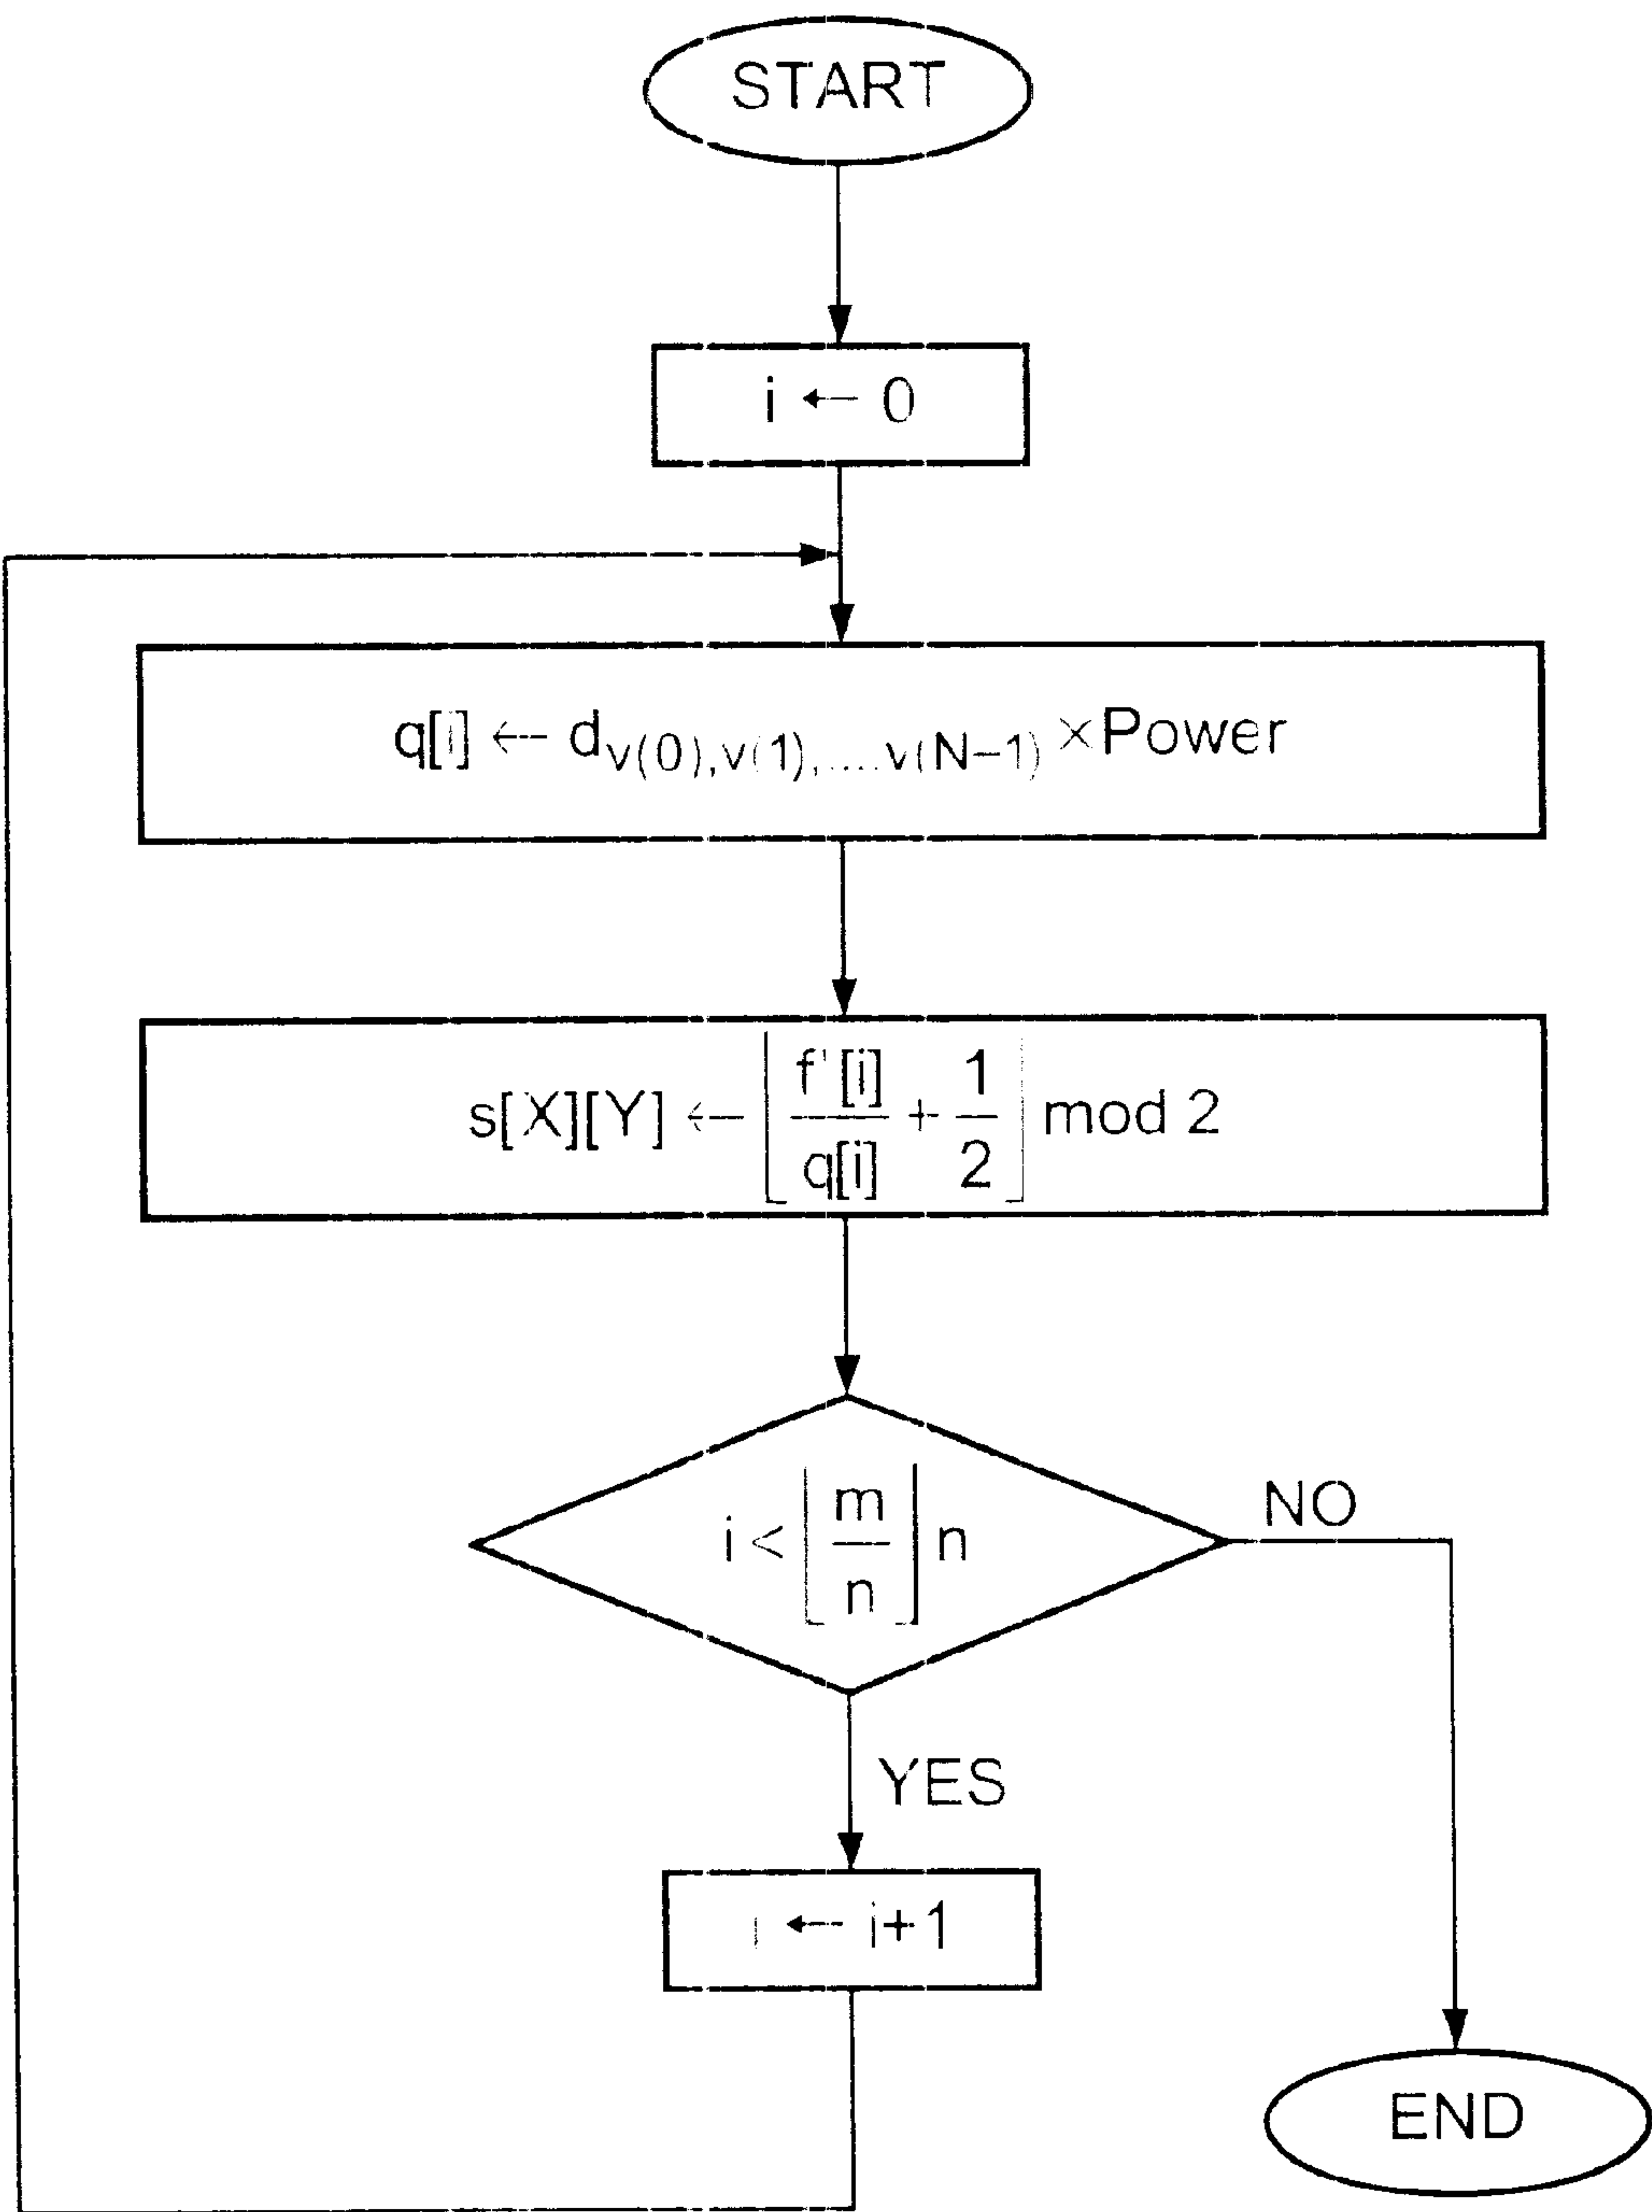 START
i ← 0
q[i] ← d_{v(0),v(1),....v(N−1)} ×Power
s[X][Y] ← ⌊ f'[i]/q[i] + 1/2 ⌋ mod 2
i < ⌊ m/n ⌋ n
NO
YES
i ← i+1
END